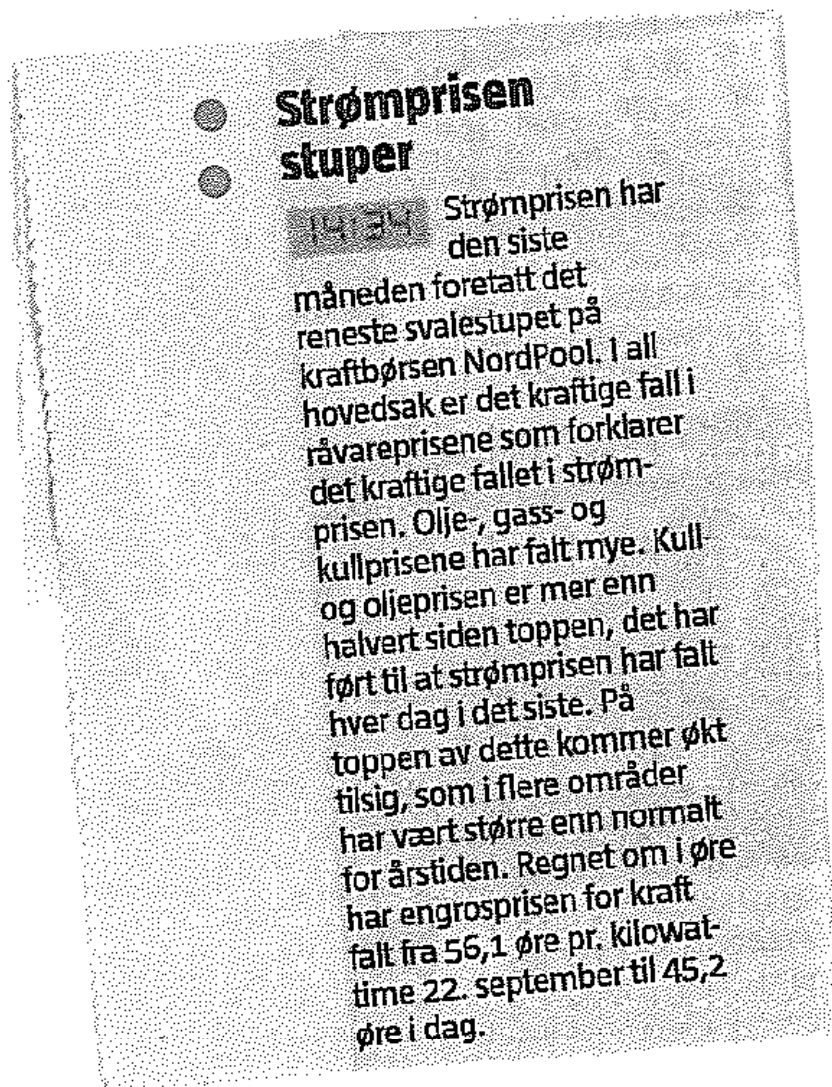 Strømprisen
stuper
14:34 Strømprisen har
den siste
måneden foretatt det
reneste svalestupet på
kraftbørsen NordPool. I all
hovedsak er det kraftige fall i
råvareprisene som forklarer
det kraftige fallet i strøm-
prisen. Olje-, gass- og
kullprisene har falt mye. Kull-
og oljeprisen er mer enn
halvert siden toppen, det har
ført til at strømprisen har falt
hver dag i det siste. På
toppen av dette kommer økt
tilsig, som i flere områder
har vært større enn normalt
for årstiden. Regnet om i øre
har engrosprisen for kraft
falt fra 56,1 øre pr. kilowat-
time 22. september til 45,2
øre i dag.